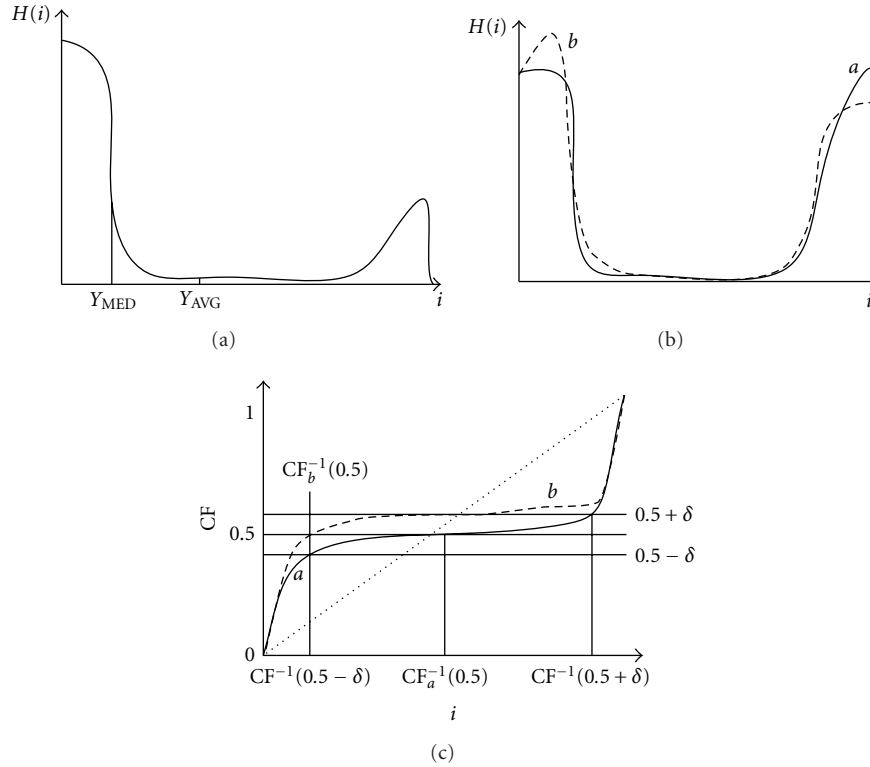 H(i)
Y_MED
Y_AVG
i
(a)
H(i)
b
a
i
(b)
1
CF_b^{-1}(0.5)
b
CF
0.5 + δ
0.5
0.5 − δ
a
0
CF^{-1}(0.5 − δ)
CF_a^{-1}(0.5)
CF^{-1}(0.5 + δ)
i
(c)